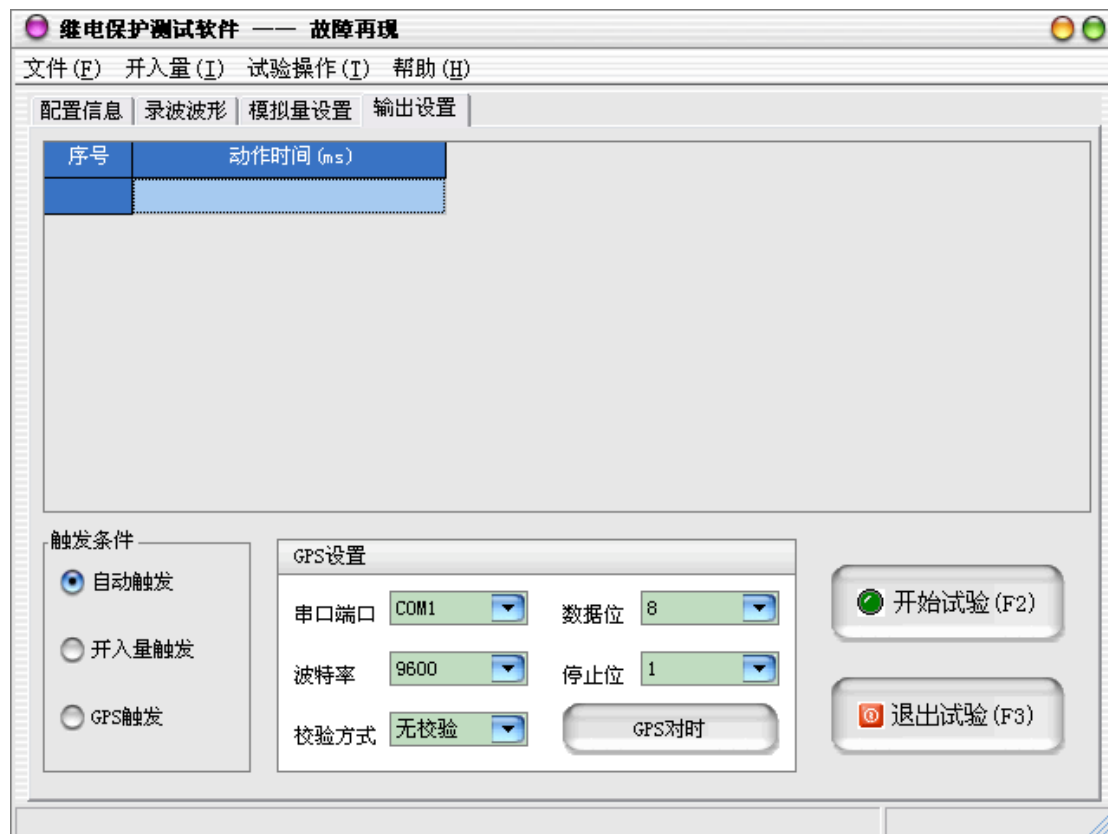 继电保护测试软件 —— 故障再现
文件(F) 开入量(I) 试验操作(T) 帮助(H)
配置信息 录波波形 模拟量设置 输出设置
序号 动作时间(ms)
触发条件
自动触发
开入量触发
GPS触发
GPS设置
串口端口 COM1 数据位 8
波特率 9600 停止位 1
校验方式 无校验 GPS对时
开始试验(F2)
退出试验(F3)